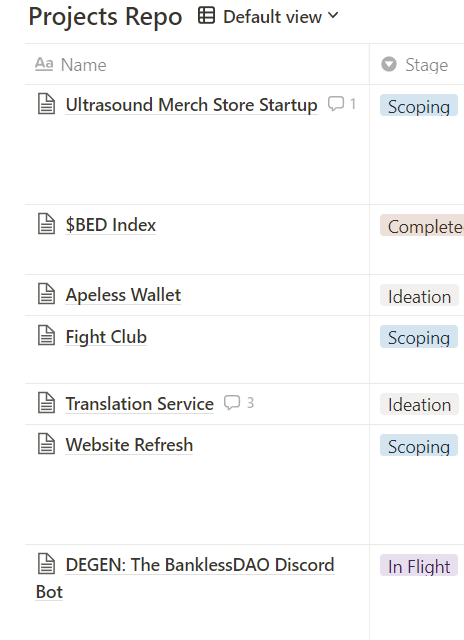 Projects Repo Default view
Aa Name Stage
Ultrasound Merch Store Startup 1 Scoping
$BED Index Complete
Apeless Wallet Ideation
Fight Club Scoping
Translation Service 3 Ideation
Website Refresh Scoping
DEGEN: The BanklessDAO Discord In Flight
Bot